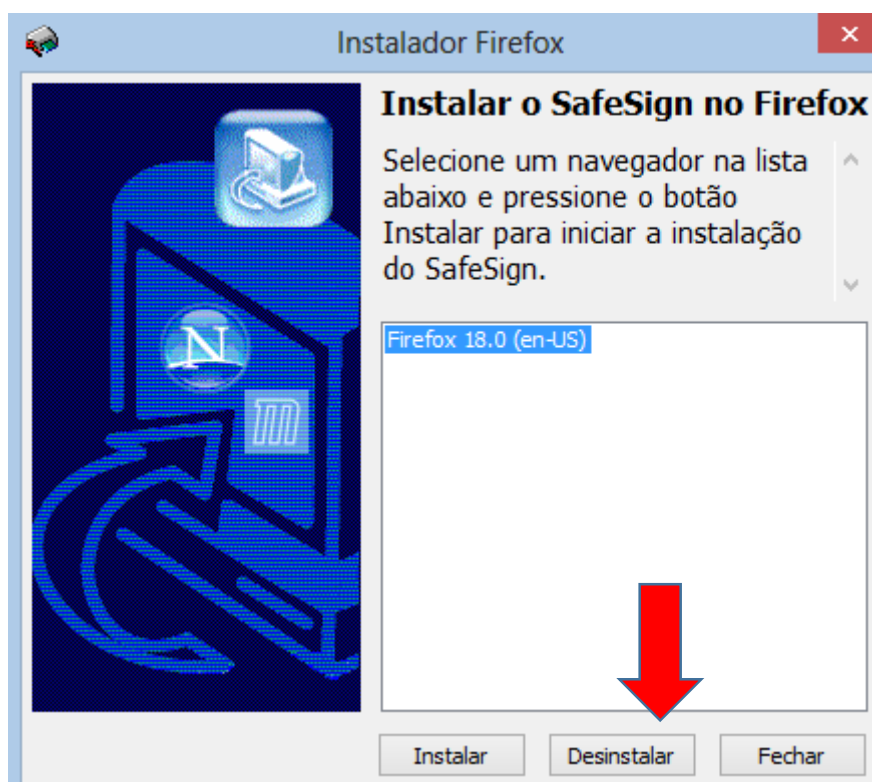 Instalador Firefox
Instalar o SafeSign no Firefox
Selecione um navegador na lista
abaixo e pressione o botão
Instalar para iniciar a instalação
do SafeSign.
N
m
Firefox 18.0 (en-US)
Instalar
Desinstalar
Fechar